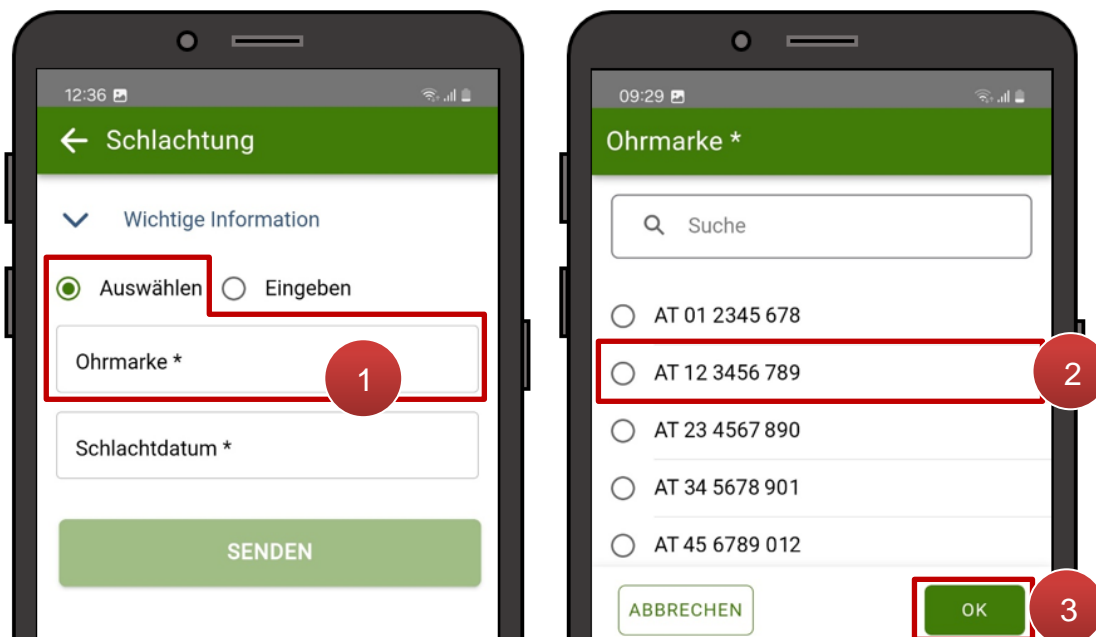 12:36
Schlachtung
Wichtige Information
Auswählen Eingeben
Ohrmarke *
1
Schlachtdatum *
SENDEN
09:29
Ohrmarke *
Suche
AT 01 2345 678
AT 12 3456 789
2
AT 23 4567 890
AT 34 5678 901
AT 45 6789 012
ABBRECHEN OK
3